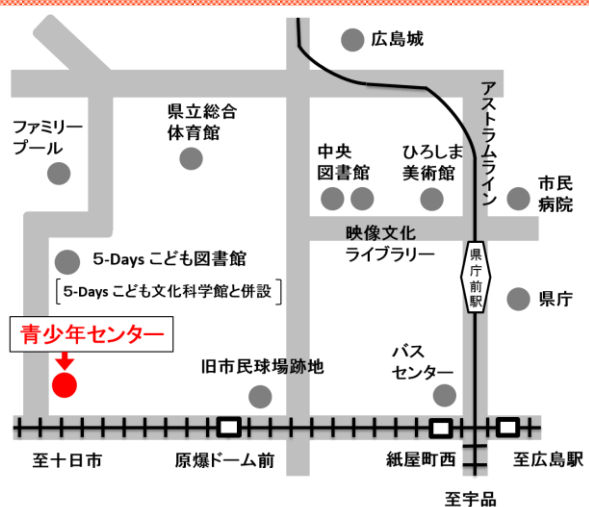 広島城
アストラムライン
県立総合
体育館
ファミリー
プール
中央
図書館
ひろしま
美術館
市民
病院
映像文化
ライブラリー
5-Days こども図書館
[5-Days こども文化科学館と併設]
県庁前駅
県庁
青少年センター
旧市民球場跡地
バス
センター
至十日市
原爆ドーム前
紙屋町西
至広島駅
至宇品